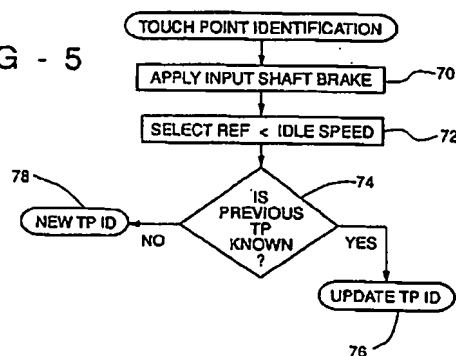 G - 5
TOUCH POINT IDENTIFICATION
APPLY INPUT SHAFT BRAKE
70
SELECT REF < IDLE SPEED
72
78
74
IS
PREVIOUS
TP
KNOWN
?
NEW TP ID
NO
YES
UPDATE TP ID
76